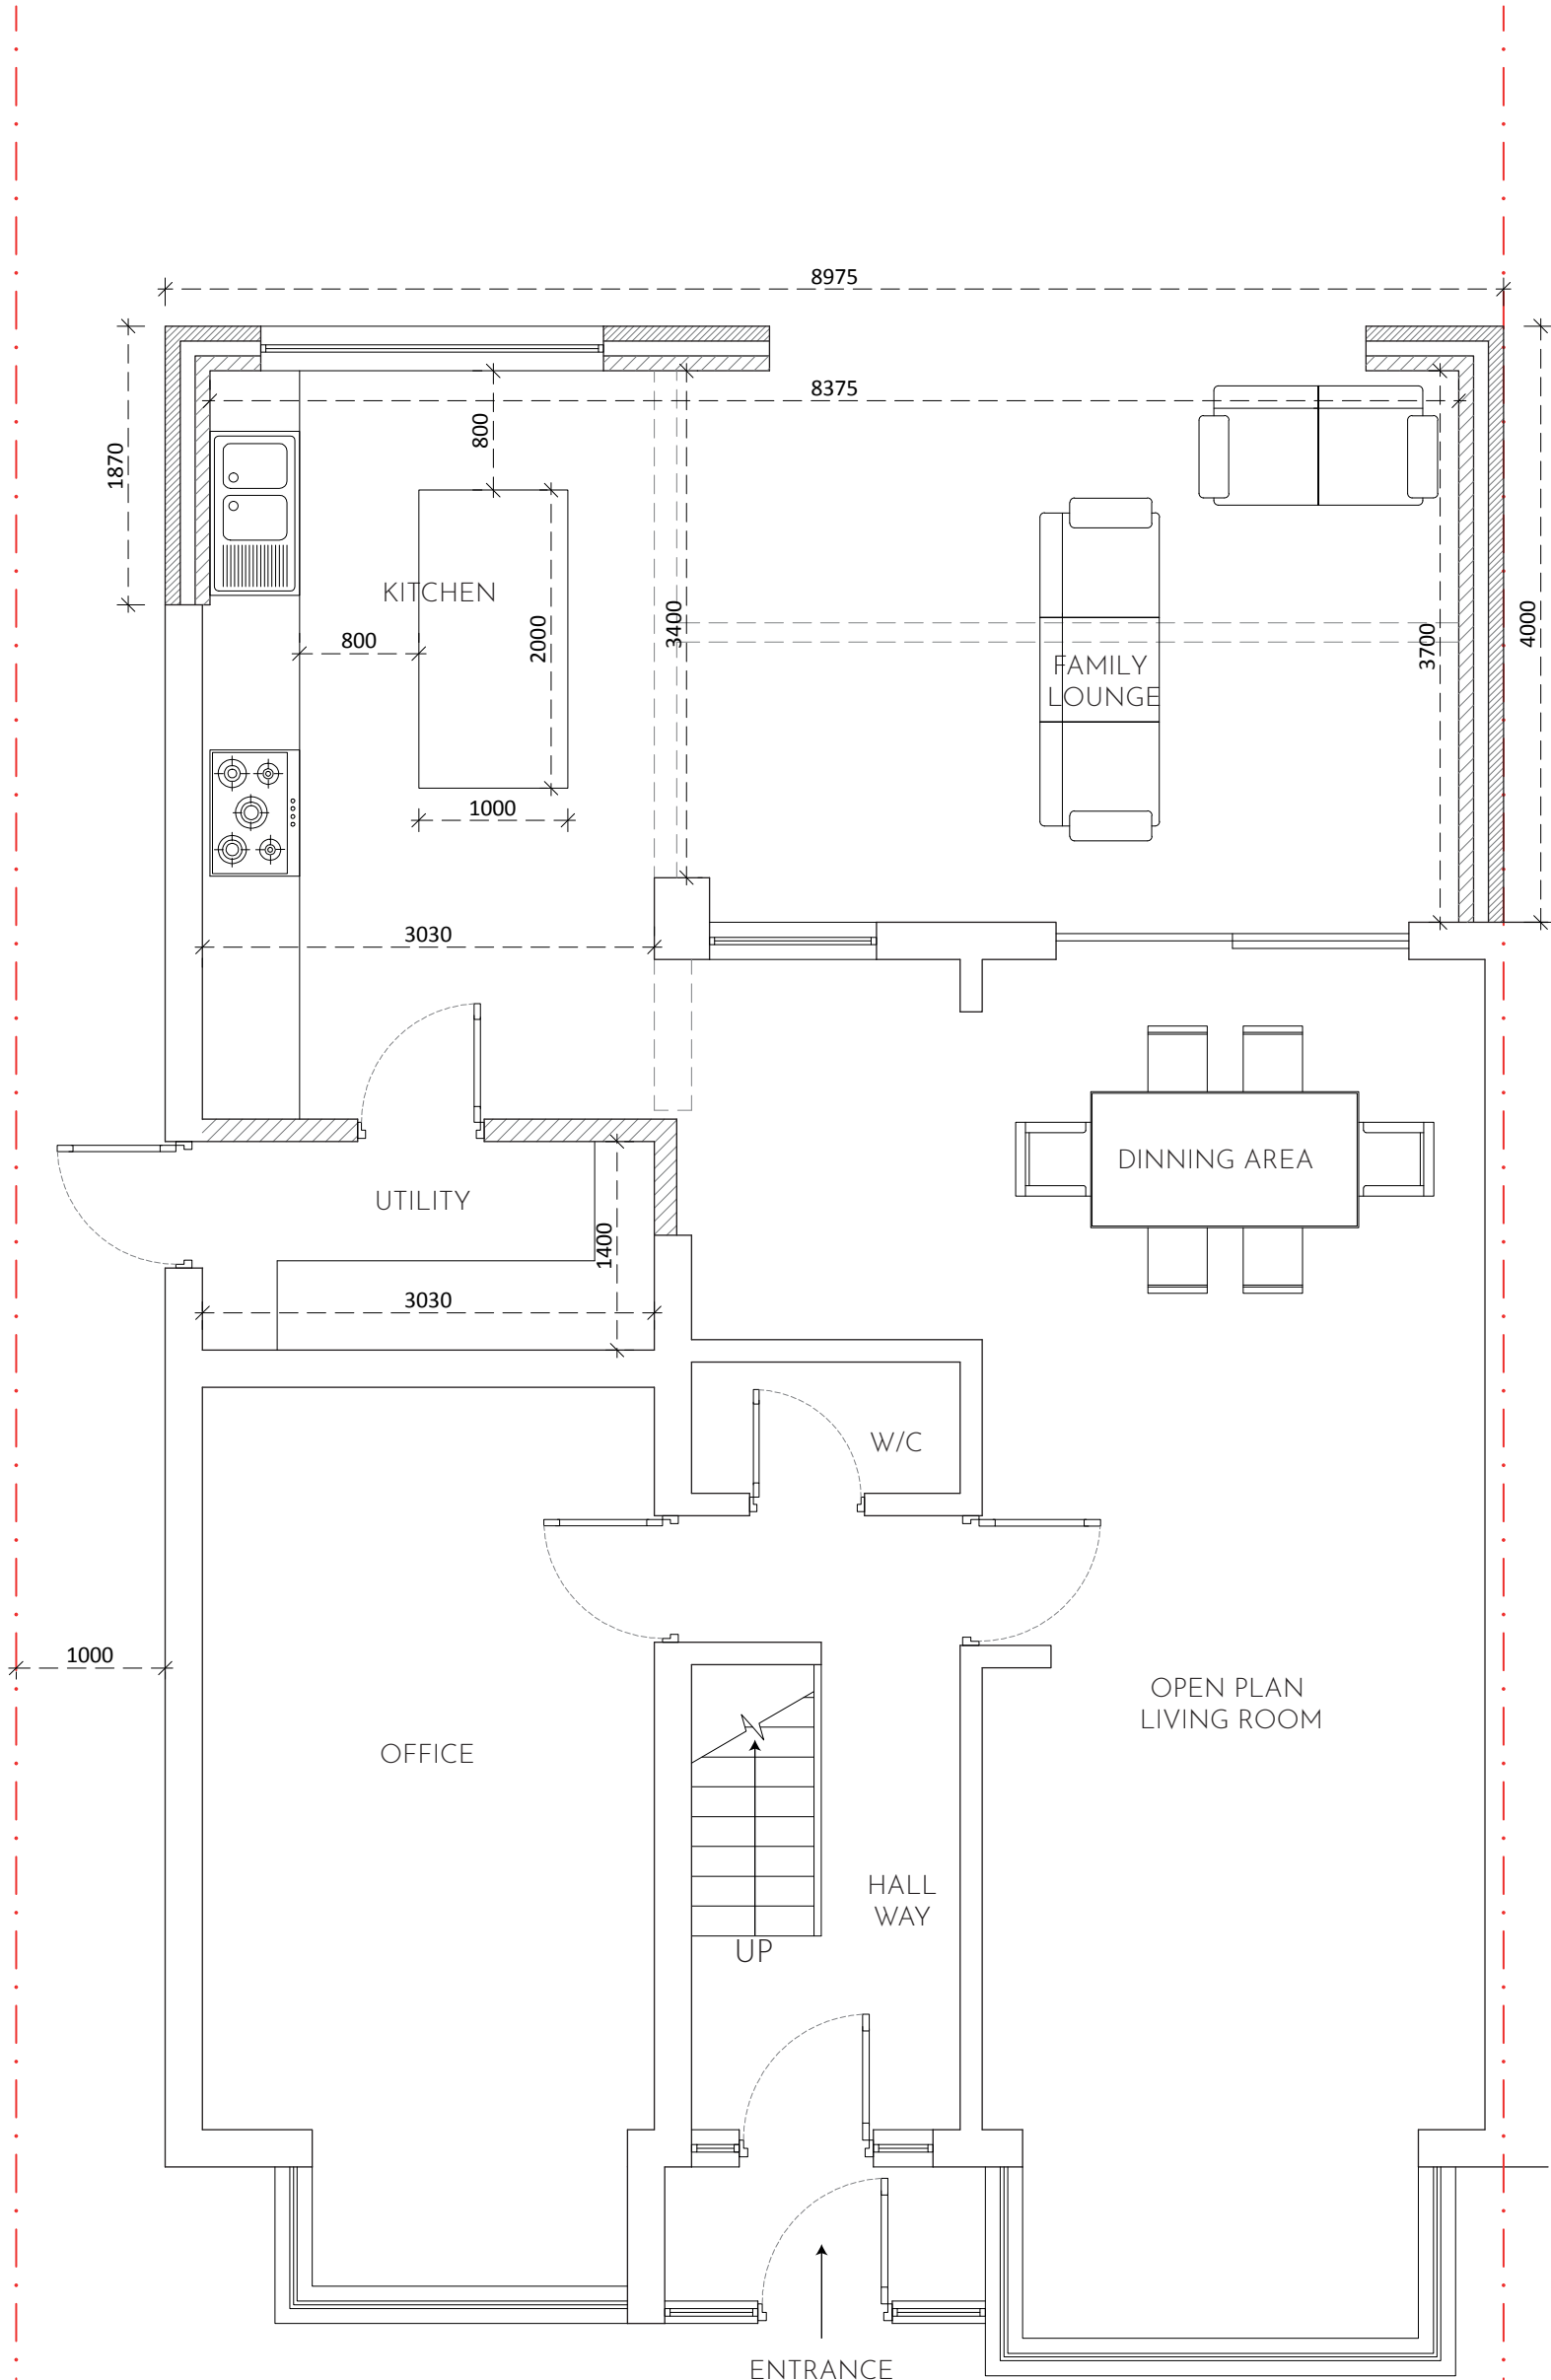 8975
8375
800
1870
KITCHEN
3400
2000
800
4000
3700
FAMILY
LOUNGE
1000
3030
DINNING AREA
UTILITY
1400
3030
W/C
1000
OPEN PLAN
LIVING ROOM
OFFICE
HALL
WAY
UP
ENTRANCE